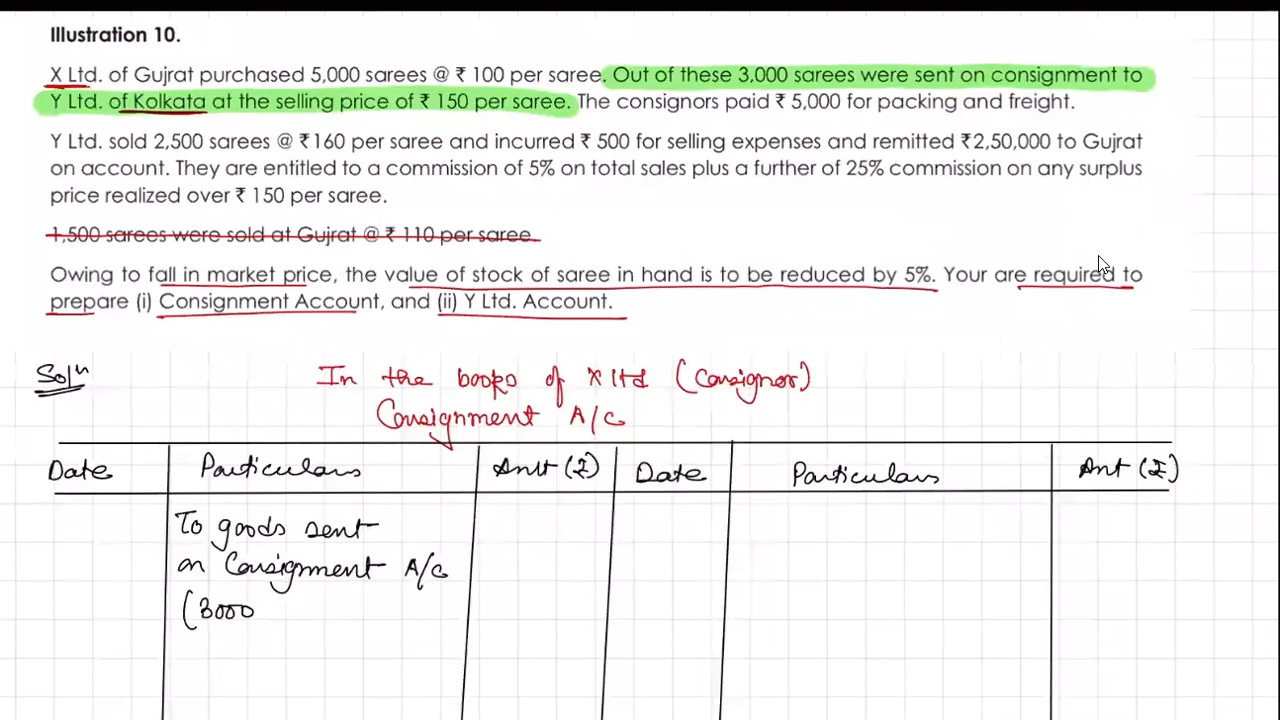 Illustration 10.
X Ltd. of Gujrat purchased 5,000 sarees @ ₹ 100 per saree. Out of these 3,000 sarees were sent on consignment to
Y Ltd. of Kolkata at the selling price of ₹ 150 per saree. The consignors paid ₹ 5,000 for packing and freight.
Y Ltd. sold 2,500 sarees @ ₹160 per saree and incurred ₹ 500 for selling expenses and remitted ₹2,50,000 to Gujrat
on account. They are entitled to a commission of 5% on total sales plus a further of 25% commission on any surplus
price realized over ₹ 150 per saree.
1,500 sarees were sold at Gujrat @ ₹ 110 per saree.
Owing to fall in market price, the value of stock of saree in hand is to be reduced by 5%. Your are required to
prepare (i) Consignment Account, and (ii) Y Ltd. Account.
Solⁿ
In the books of X ltd (Consignor)
Consignment A/C
Date Particulars Amt (₹) Date Particulars Amt (₹)
To goods sent
on Consignment A/C
(3000